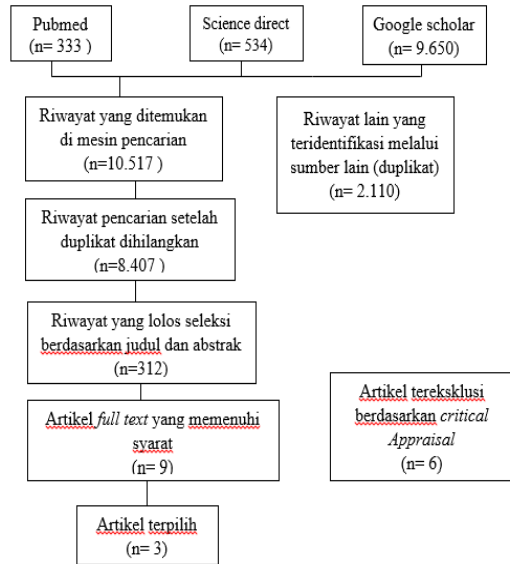 Pubmed
(n= 333 )
Science direct
(n= 534)
Google scholar
(n= 9.650)
Riwayat yang ditemukan
di mesin pencarian
(n=10.517 )
Riwayat lain yang
teridentifikasi melalui
sumber lain (duplikat)
(n= 2.110)
Riwayat pencarian setelah
duplikat dihilangkan
(n=8.407 )
Riwayat yang lolos seleksi
berdasarkan judul dan abstrak
(n=312)
Artikel full text yang memenuhi
syarat
(n= 9)
Artikel tereksklusi
berdasarkan critical
Appraisal
(n= 6)
Artikel terpilih
(n= 3)